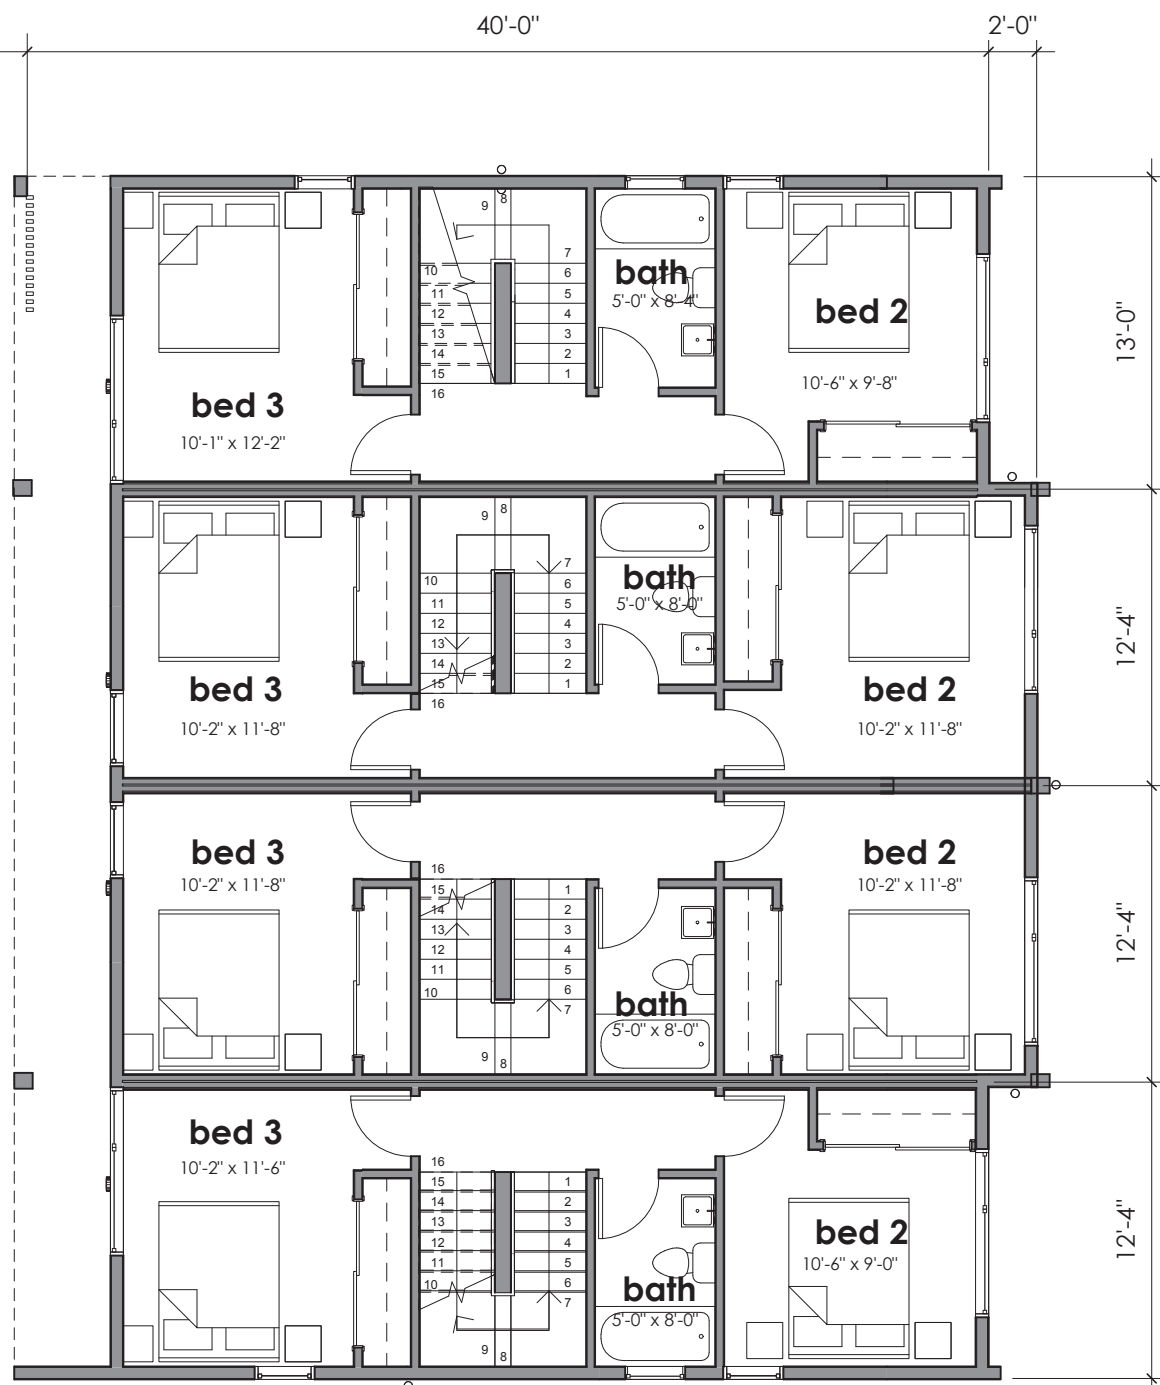 40'-0" 2'-0"
9 8
7
10 6
11 5
12 4
13 3
14 2
15 1
16
bath
5'-0" x 8'-4"
bed 2
10'-6" x 9'-8"
bed 3
10'-1" x 12'-2"
13'-0"
9 8
7
10 6
11 5
12 4
13 3
14 2
15 1
16
bath
5'-0" x 8'-0"
bed 3
10'-2" x 11'-8"
bed 2
10'-2" x 11'-8"
12'-4"
bed 3
10'-2" x 11'-8"
bed 2
10'-2" x 11'-8"
16
15 1
14 2
13 3
12 4
11 5
10 6
7
9 8
bath
5'-0" x 8'-0"
12'-4"
bed 3
10'-2" x 11'-6"
16
15 1
14 2
13 3
12 4
11 5
10 6
7
9 8
bath
5'-0" x 8'-0"
bed 2
10'-6" x 9'-0"
12'-4"